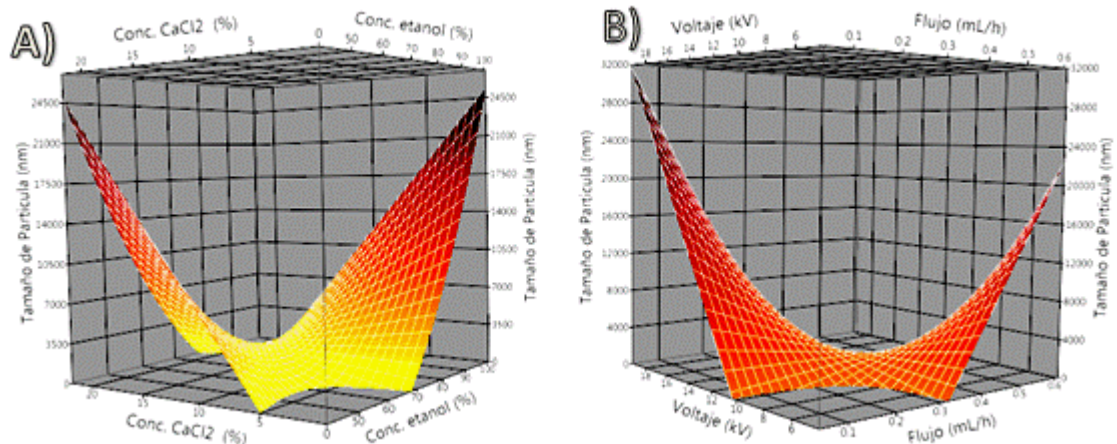 A)
Conc. CaCl2 (%)
Conc. etanol (%)
20 15 10 5 0
50 60 70 80 90 100
Tamaño de Partícula (nm)
24500
21000
17500
14000
10500
7000
3500
0
Tamaño de Partícula (nm)
24500
21000
17500
14000
10500
7000
3500
0
20 15 10 5 0
50 60 70 80 90 100
Conc. CaCl2 (%)
Conc. etanol (%)
B)
Voltaje (kV)
Flujo (mL/h)
18 16 14 12 10 8 6
0.1 0.2 0.3 0.4 0.5 0.6
Tamaño de Partícula (nm)
32000
28000
24000
20000
16000
12000
8000
4000
0
Tamaño de Partícula (nm)
32000
28000
24000
20000
16000
12000
8000
4000
0
18 16 14 12 10 8 6
0.1 0.2 0.3 0.4 0.5 0.6
Voltaje (kV)
Flujo (mL/h)